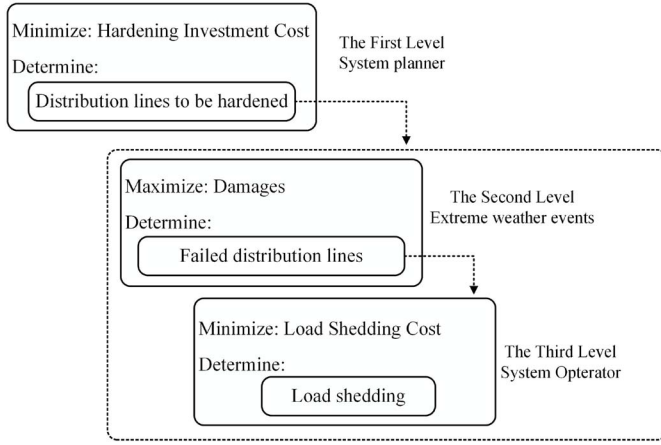 Minimize: Hardening Investment Cost
Determine:
Distribution lines to be hardened
The First Level
System planner
Maximize: Damages
Determine:
Failed distribution lines
The Second Level
Extreme weather events
Minimize: Load Shedding Cost
Determine:
Load shedding
The Third Level
System Opterator